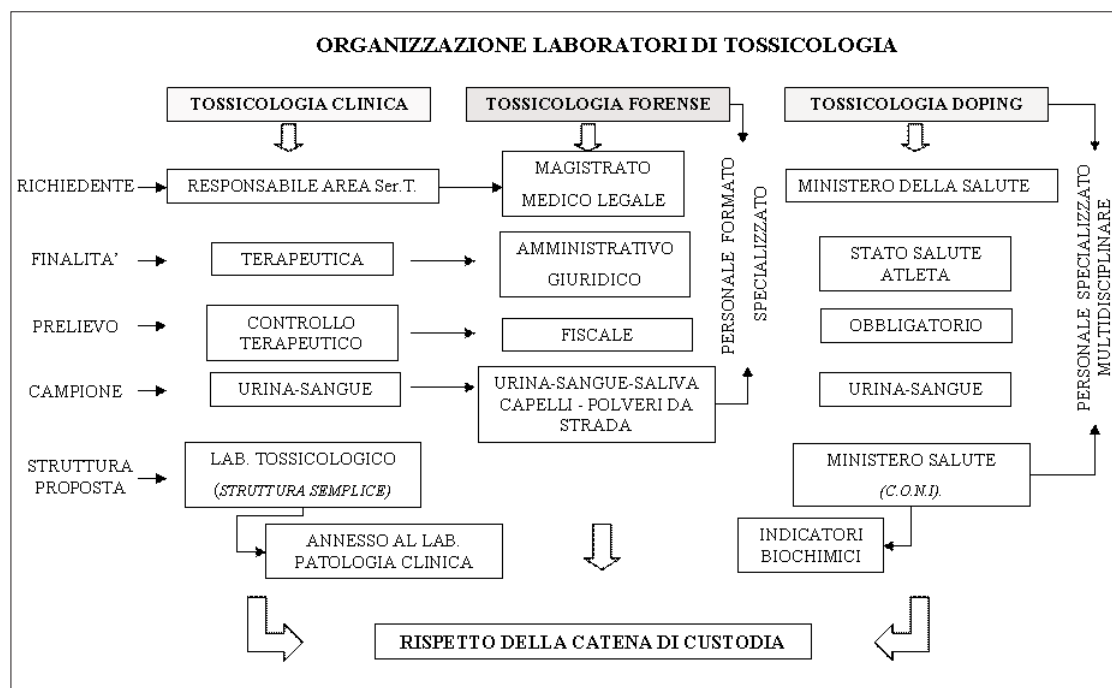 ORGANIZZAZIONE LABORATORI DI TOSSICOLOGIA
TOSSICOLOGIA CLINICA
TOSSICOLOGIA FORENSE
TOSSICOLOGIA DOPING
RICHIEDENTE
RESPONSABILE AREA Ser.T.
MAGISTRATO
MEDICO LEGALE
MINISTERO DELLA SALUTE
FINALITA'
TERAPEUTICA
AMMINISTRATIVO
GIURIDICO
STATO SALUTE
ATLETA
PRELIEVO
CONTROLLO
TERAPEUTICO
FISCALE
OBBLIGATORIO
CAMPIONE
URINA-SANGUE
URINA-SANGUE-SALIVA
CAPELLI - POLVERI DA
STRADA
URINA-SANGUE
PERSONALE FORMATO
SPECIALIZZATO
PERSONALE SPECIALIZZATO
MULTIDISCIPLINARE
STRUTTURA
PROPOSTA
LAB. TOSSICOLOGICO
(STRUTTURA SEMPLICE)
MINISTERO SALUTE
(C.O.N.I).
ANNESSO AL LAB.
PATOLOGIA CLINICA
INDICATORI
BIOCHIMICI
RISPETTO DELLA CATENA DI CUSTODIA